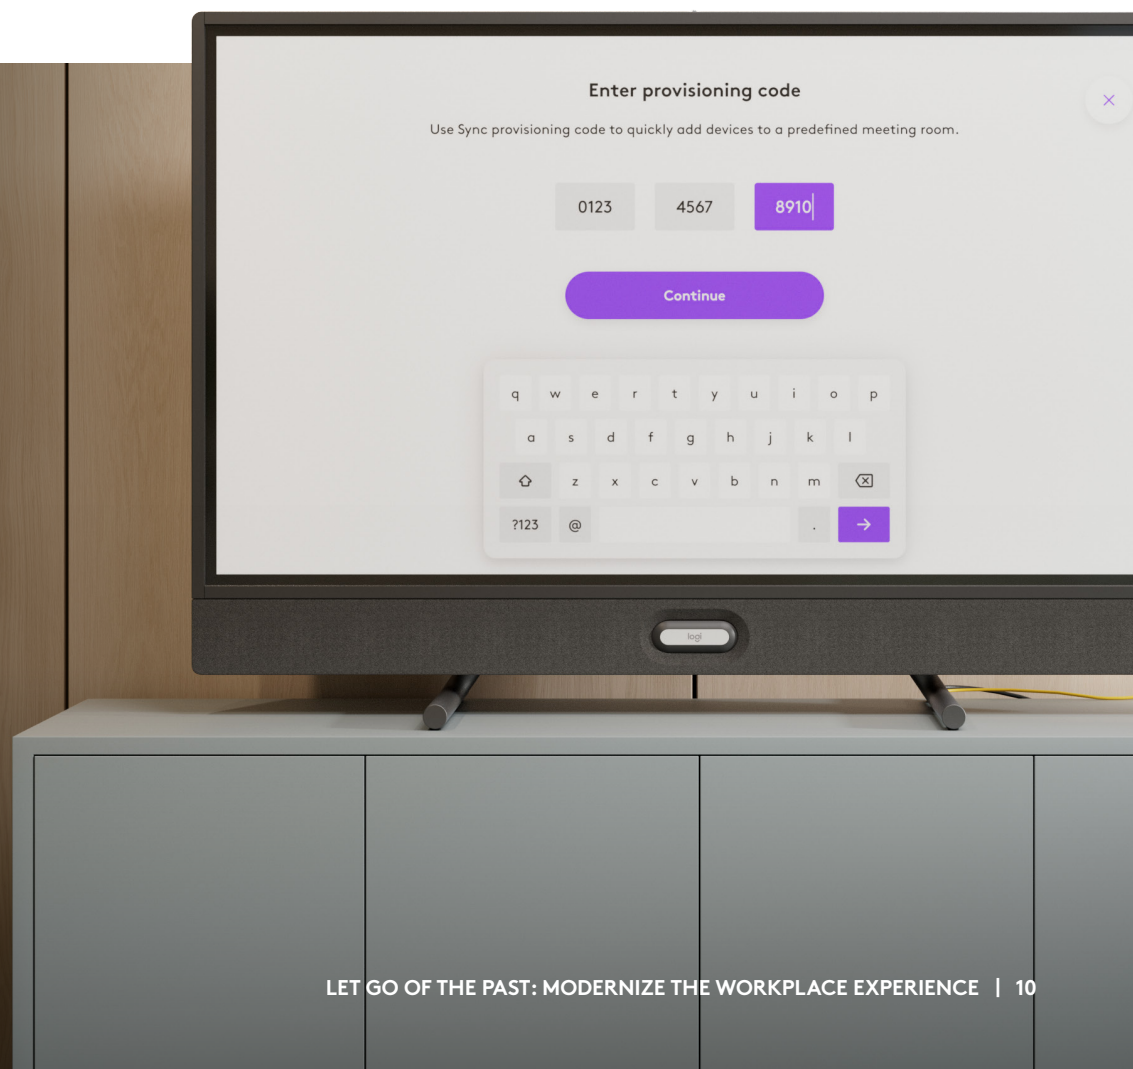 Enter provisioning code
Use Sync provisioning code to quickly add devices to a predefined meeting room.
0123 4567 8910
Continue
q w e r t y u i o p
a s d f g h j k l
z x c v b n m
?123 @ .
logi
LET GO OF THE PAST: MODERNIZE THE WORKPLACE EXPERIENCE | 10